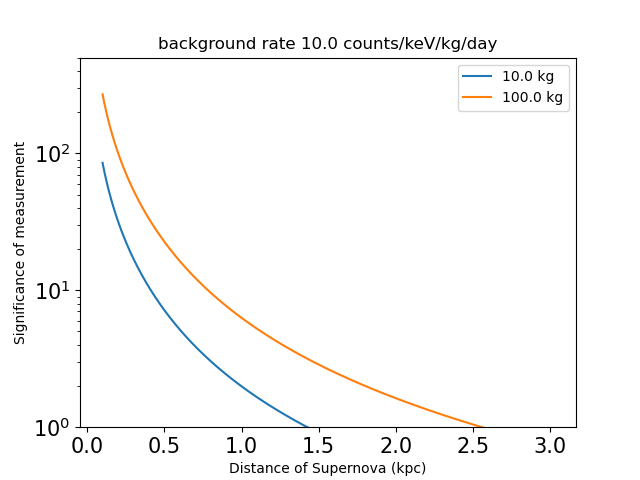 background rate 10.0 counts/keV/kg/day
10.0 kg
100.0 kg
Significance of measurement
10²
10¹
10⁰
0.0 0.5 1.0 1.5 2.0 2.5 3.0
Distance of Supernova (kpc)